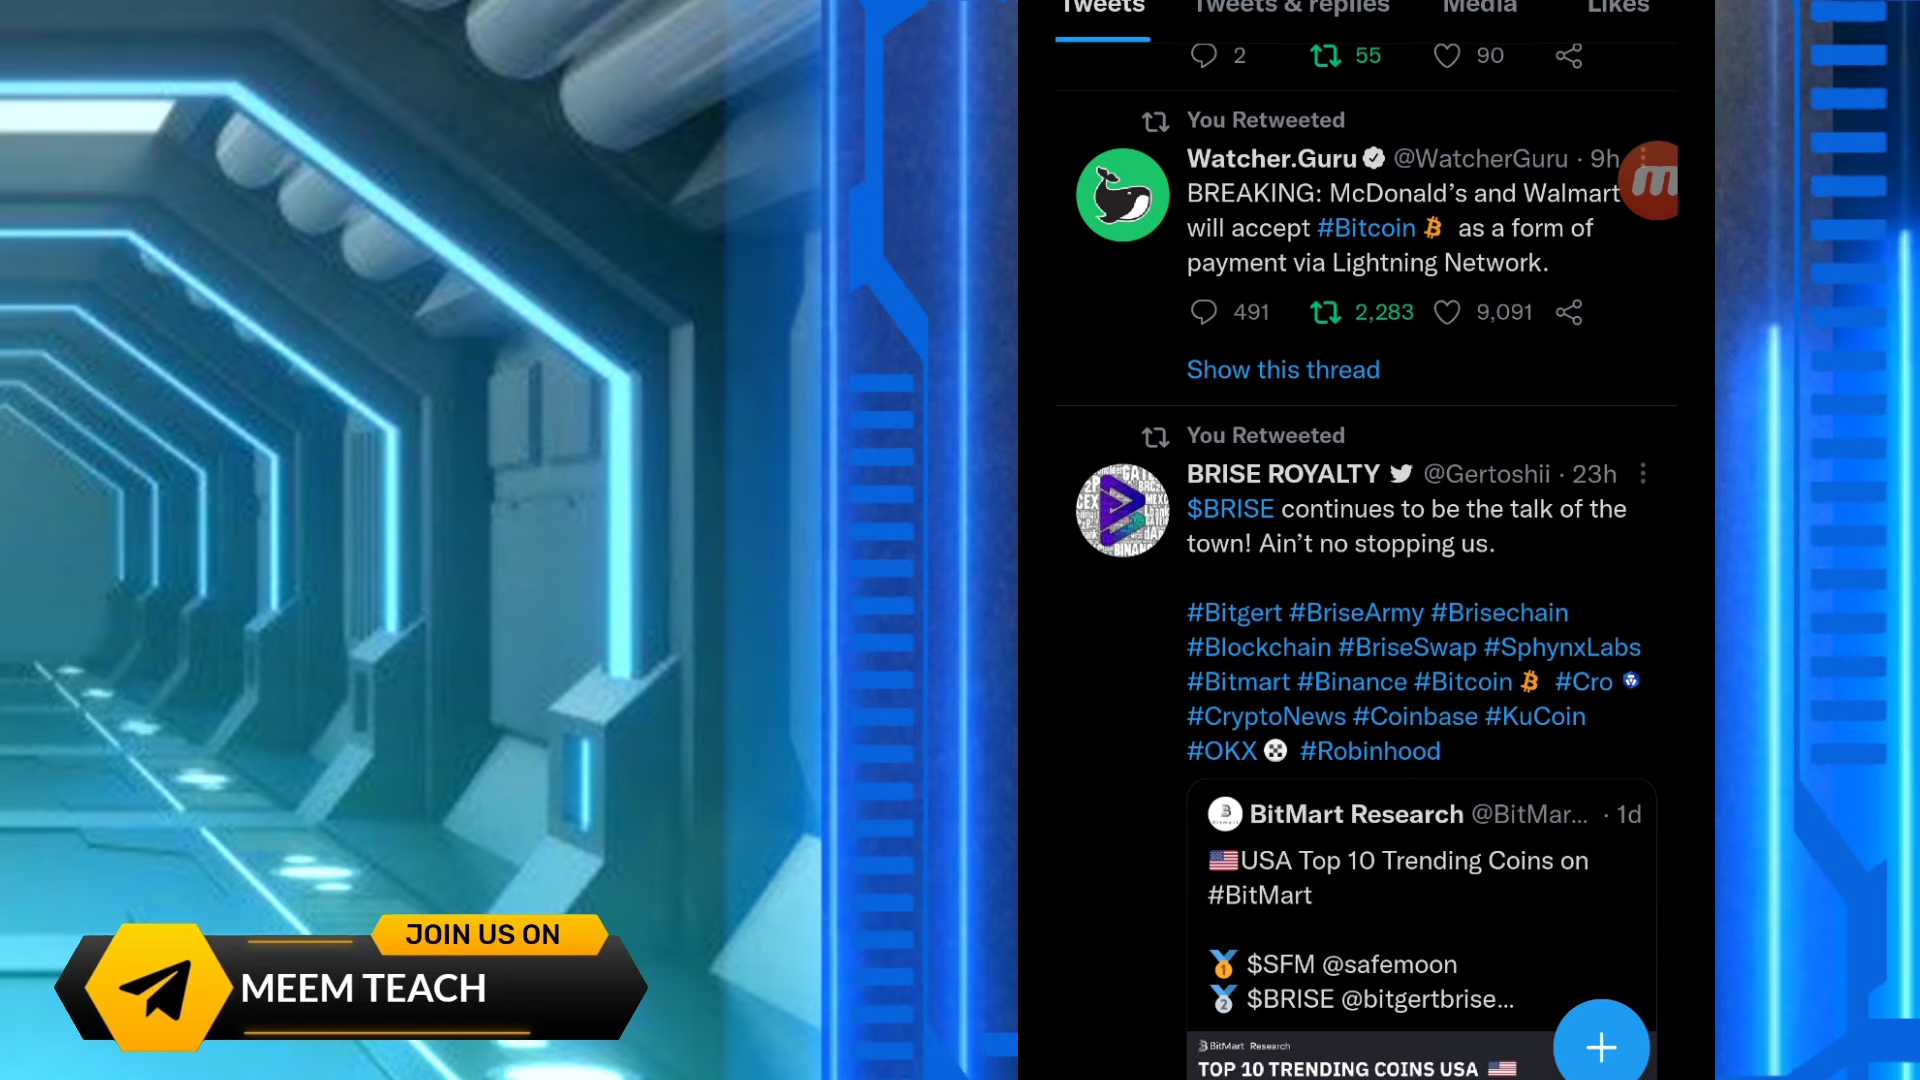 Tweets Tweets & replies Media Likes
2 55 90
You Retweeted
Watcher.Guru @WatcherGuru · 9h
BREAKING: McDonald’s and Walmart
will accept #Bitcoin as a form of
payment via Lightning Network.
491 2,283 9,091
Show this thread
You Retweeted
BRISE ROYALTY @Gertoshii · 23h
$BRISE continues to be the talk of the
town! Ain’t no stopping us.
#Bitgert #BriseArmy #Brisechain
#Blockchain #BriseSwap #SphynxLabs
#Bitmart #Binance #Bitcoin #Cro
#CryptoNews #Coinbase #KuCoin
#OKX #Robinhood
BitMart Research @BitMar... · 1d
USA Top 10 Trending Coins on
#BitMart
$SFM @safemoon
$BRISE @bitgertbrise...
BitMart Research
TOP 10 TRENDING COINS USA
JOIN US ON
MEEM TEACH